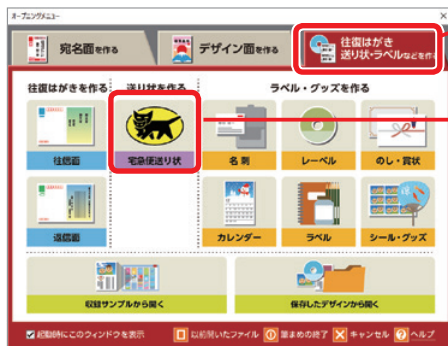 オープニングメニュー
宛名面を作る
デザイン面を作る
往復はがき
送り状・ラベルなどを作
往復はがきを作る
送り状を作る
ラベル・グッズを作る
往信面
宅急便送り状
名刺
レーベル
のし・賞状
返信面
カレンダー
ラベル
シール・グッズ
収録サンプルから開く
保存したデザインから開く
起動時にこのウィンドウを表示
以前開いたファイル
筆まめの終了
キャンセル
ヘルプ